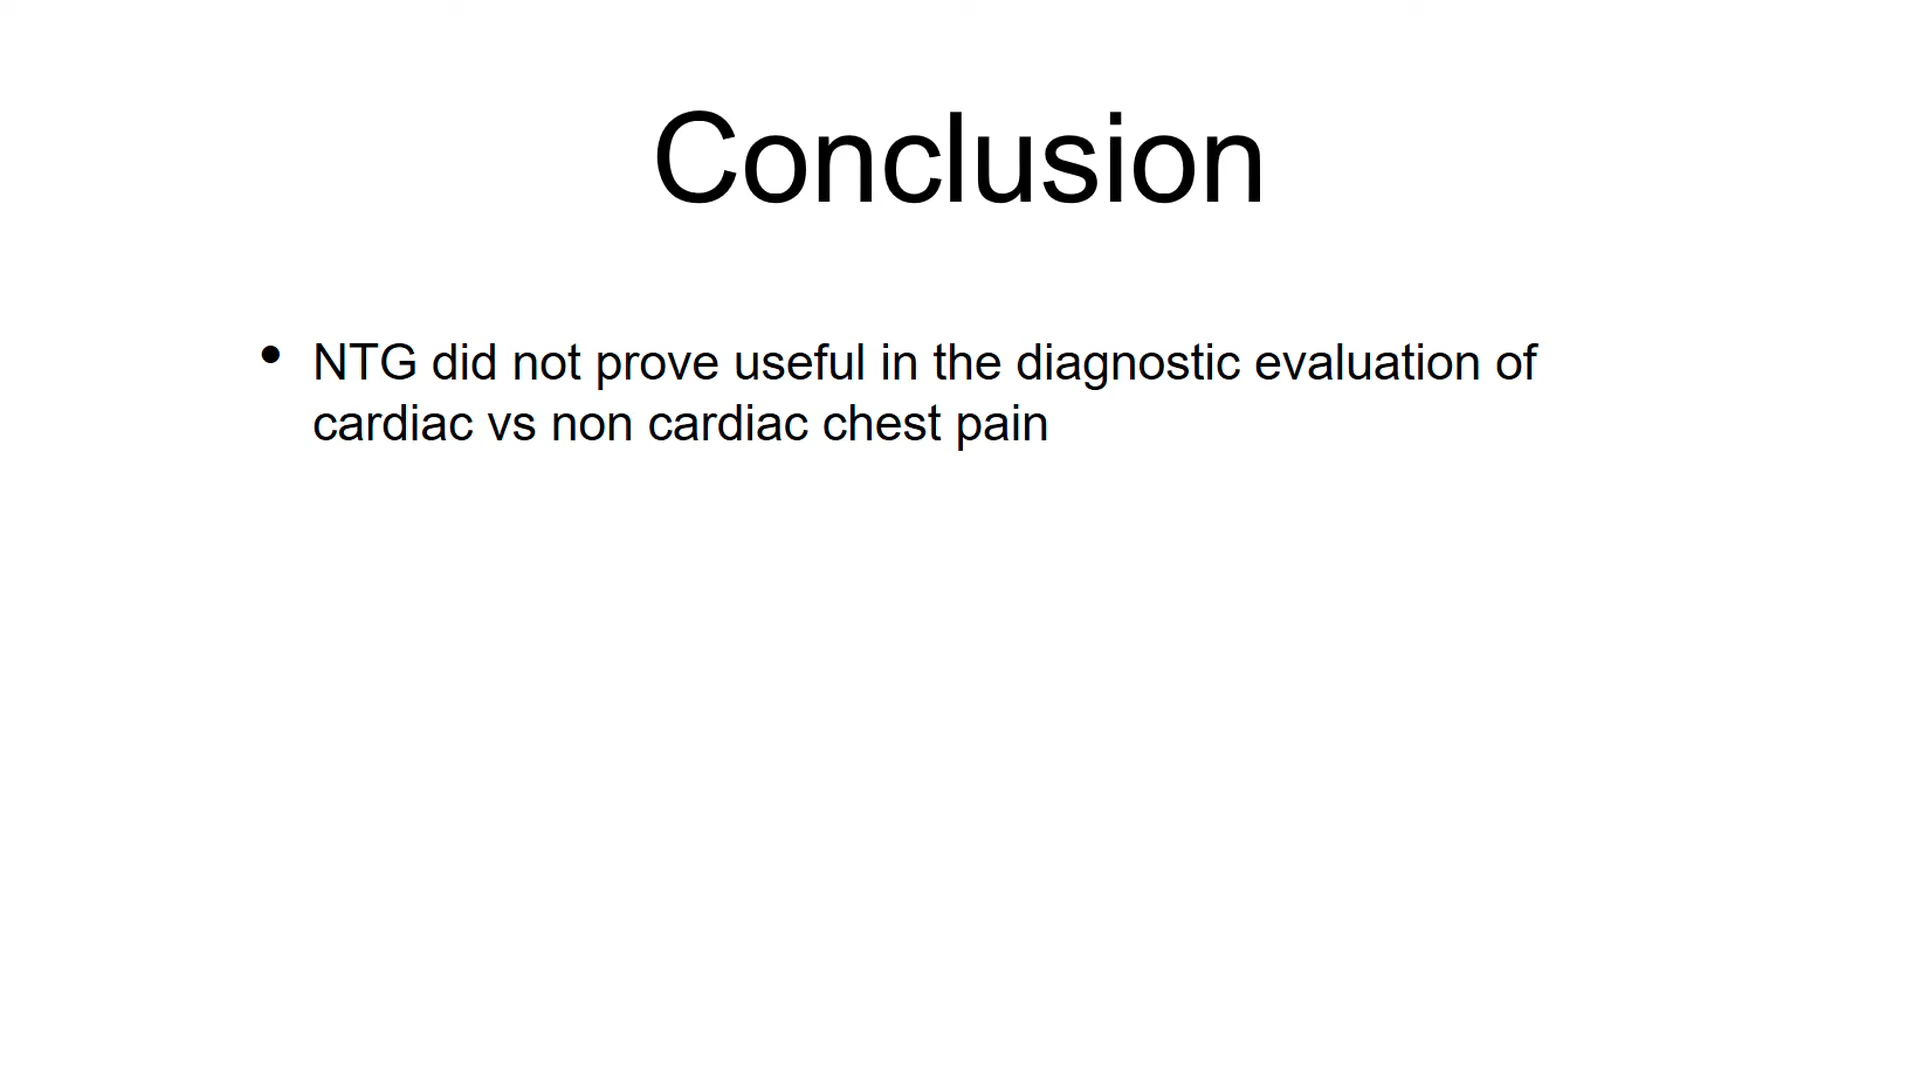 Conclusion
• NTG did not prove useful in the diagnostic evaluation of
cardiac vs non cardiac chest pain